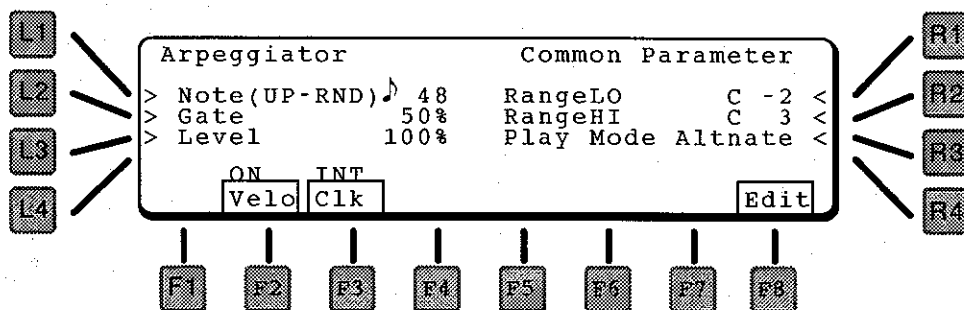 L1
R1
Arpeggiator Common Parameter
L2
R2
> Note(UP-RND)♪ 48 RangeLO C -2 <
> Gate 50% RangeHI C 3 <
> Level 100% Play Mode Altnate <
L3
R3
ON INT
Velo Clk Edit
L4
R4
F1 F2 F3 F4 F5 F6 F7 F8